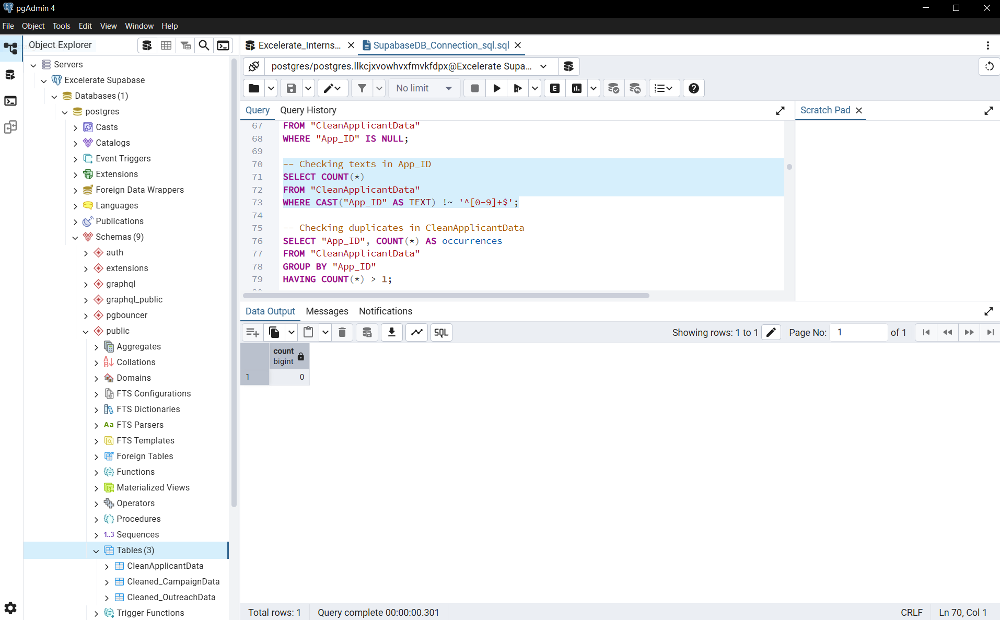 pgAdmin 4
File Object Tools Edit View Window Help
Object Explorer
Excelerate_Interns...
SupabaseDB_Connection_sql.sql
Servers
Excelerate Supabase
Databases (1)
postgres
Casts
Catalogs
Event Triggers
Extensions
Foreign Data Wrappers
Languages
Publications
Schemas (9)
auth
extensions
graphql
graphql_public
pgbouncer
public
Aggregates
Collations
Domains
FTS Configurations
FTS Dictionaries
Aa FTS Parsers
FTS Templates
Foreign Tables
Functions
Materialized Views
Operators
Procedures
1..3 Sequences
Tables (3)
CleanApplicantData
Cleaned_CampaignData
Cleaned_OutreachData
Trigger Functions
postgres/postgres.llkcjxvowhvxfmvkfdpx@Excelerate Supa...
No limit
E
Query Query History
Scratch Pad
67 FROM "CleanApplicantData"
68 WHERE "App_ID" IS NULL;
69
70 -- Checking texts in App_ID
71 SELECT COUNT(*)
72 FROM "CleanApplicantData"
73 WHERE CAST("App_ID" AS TEXT) !~ '^[0-9]+$';
74
75 -- Checking duplicates in CleanApplicantData
76 SELECT "App_ID", COUNT(*) AS occurrences
77 FROM "CleanApplicantData"
78 GROUP BY "App_ID"
79 HAVING COUNT(*) > 1;
Data Output Messages Notifications
SQL
Showing rows: 1 to 1
Page No: 1 of 1
count
bigint
1 0
Total rows: 1
Query complete 00:00:00.301
CRLF
Ln 70, Col 1